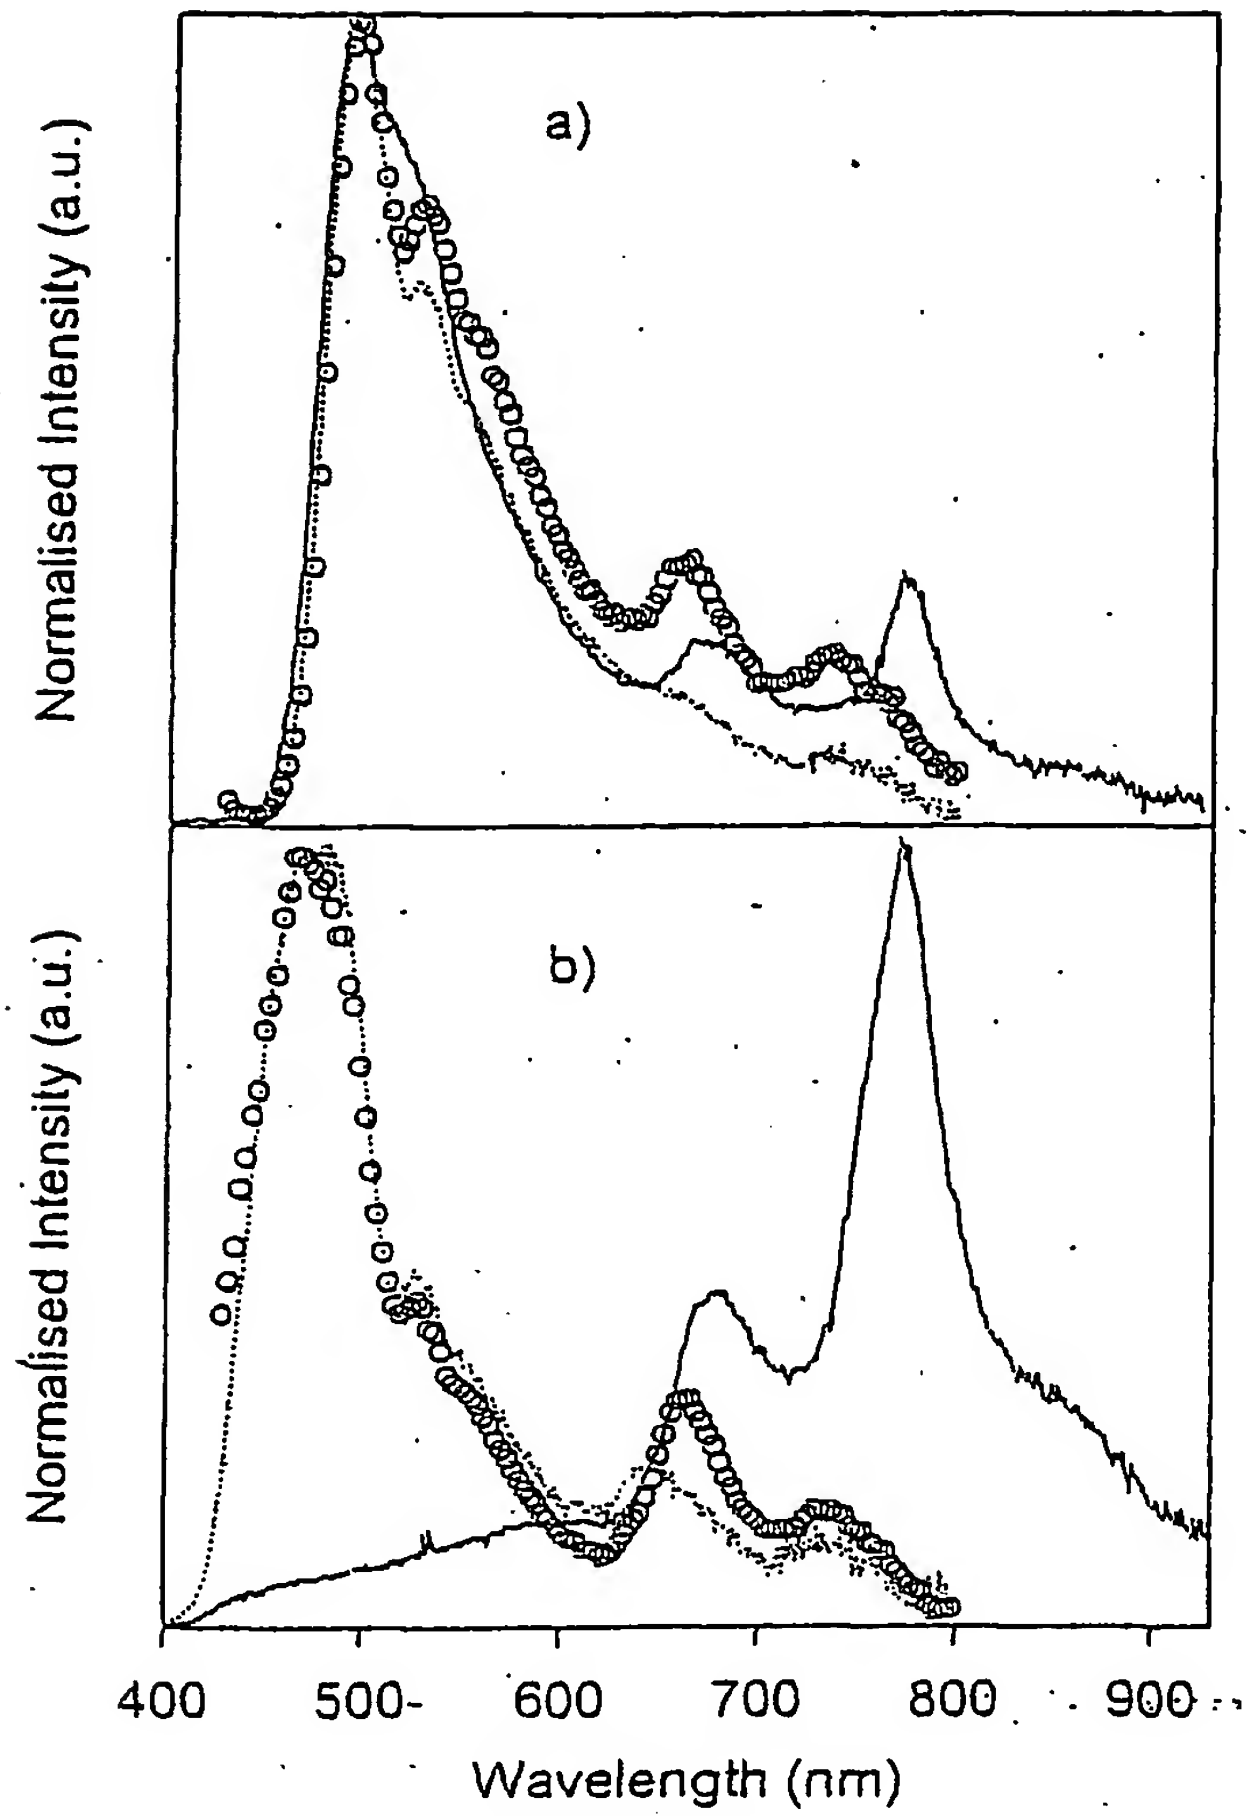 a)
Normalised Intensity (a.u.)
b)
Normalised Intensity (a.u.)
400 500 600 700 800 900
Wavelength (nm)